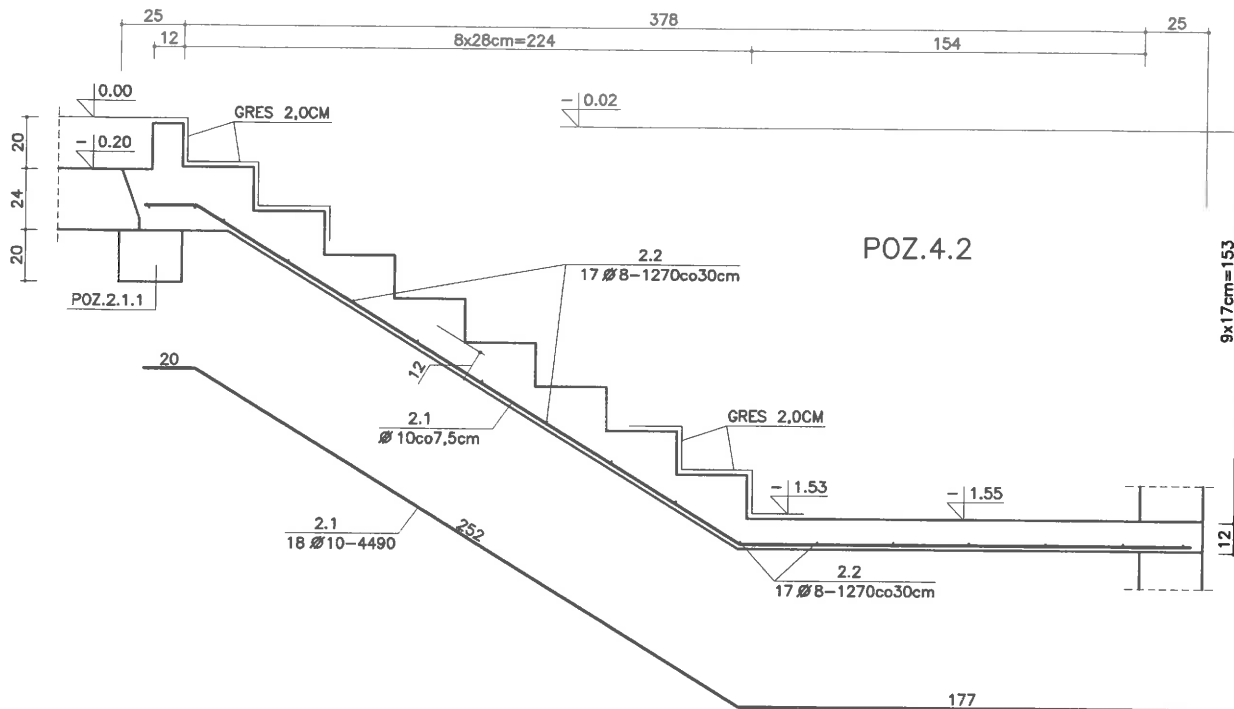 25
378
25
12
8x28cm=224
154
0.00
- 0.02
GRES 2,0CM
20
- 0.20
24
POZ.4.2
2.2
17 Ø8-1270co30cm
20
POZ.2.1.1
9x17cm=153
20
12
2.1
Ø10co7,5cm
GRES 2,0CM
- 1.53
- 1.55
252
2.1
18 Ø10-4490
12
2.2
17 Ø8-1270co30cm
177